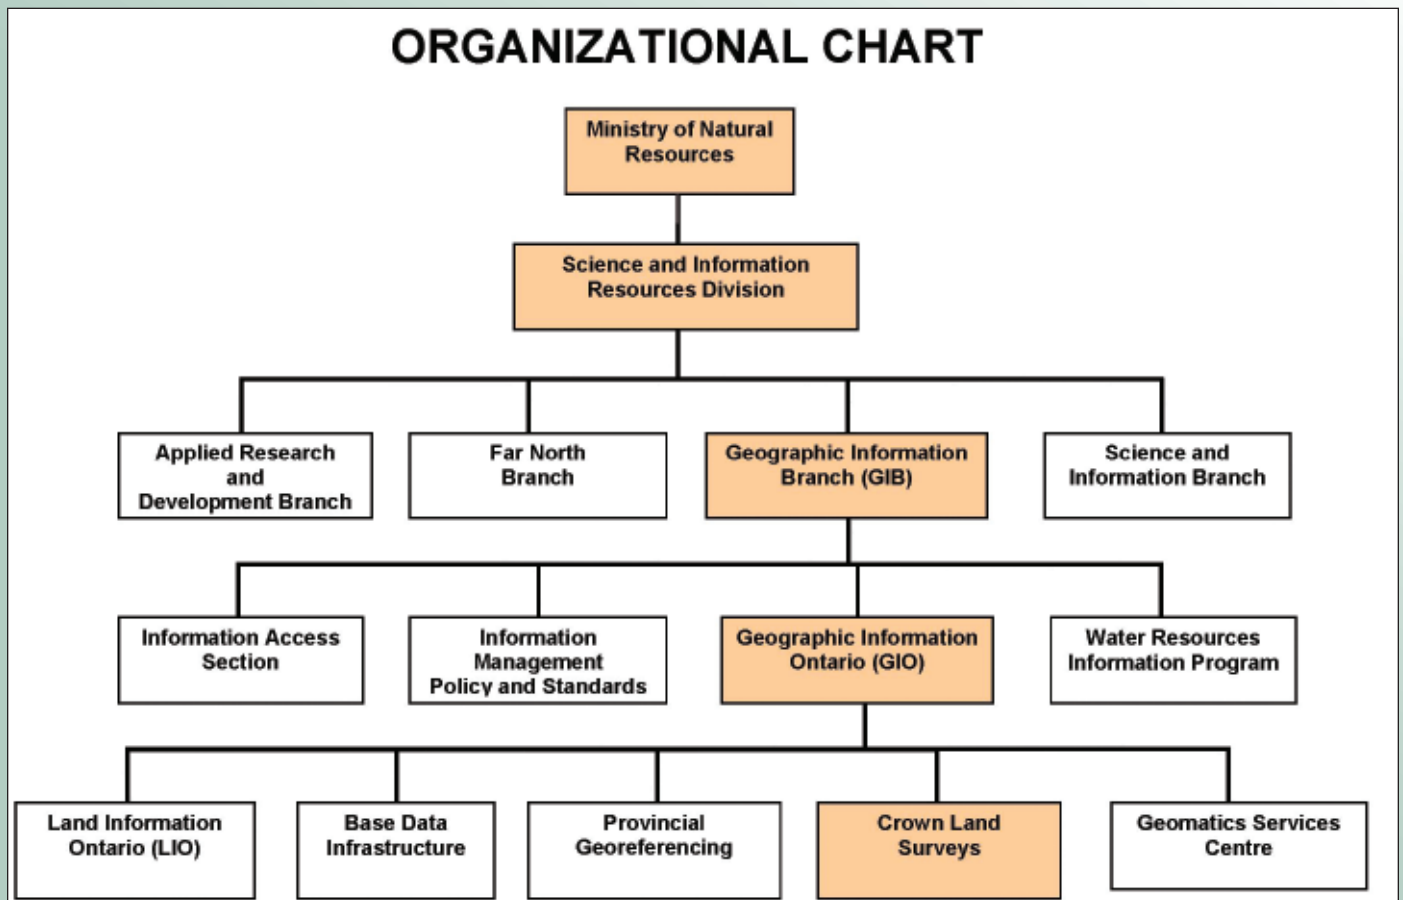 ORGANIZATIONAL CHART
Ministry of Natural
Resources
Science and Information
Resources Division
Applied Research
and
Development Branch
Far North
Branch
Geographic Information
Branch (GIB)
Science and
Information Branch
Information Access
Section
Information
Management
Policy and Standards
Geographic Information
Ontario (GIO)
Water Resources
Information Program
Land Information
Ontario (LIO)
Base Data
Infrastructure
Provincial
Georeferencing
Crown Land
Surveys
Geomatics Services
Centre